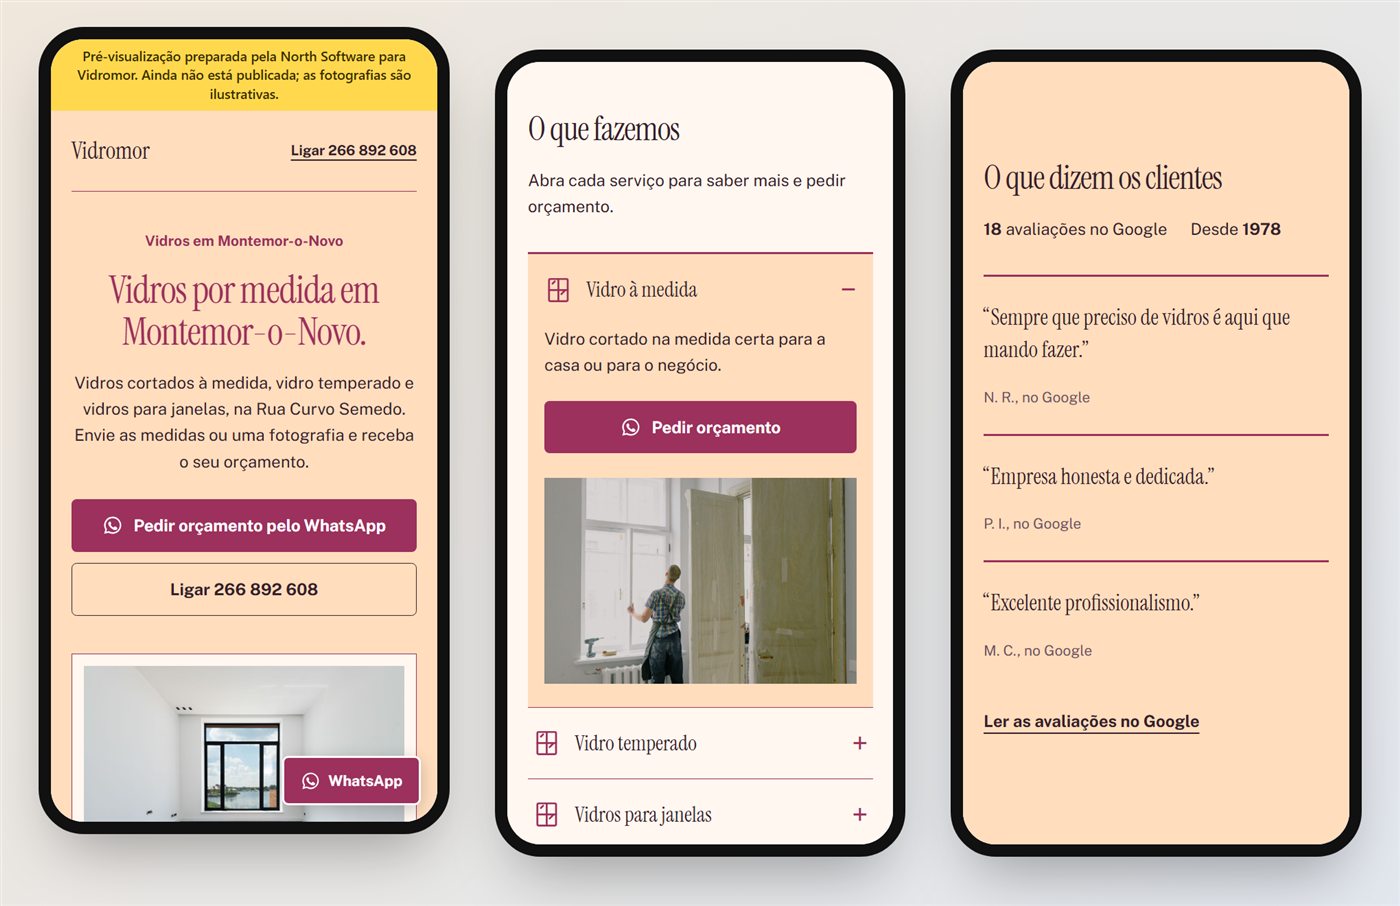 Pré-visualização preparada pela North Software para
Vidromor. Ainda não está publicada; as fotografias são
ilustrativas.
Vidromor
Ligar 266 892 608
Vidros em Montemor-o-Novo
Vidros por medida em
Montemor-o-Novo.
Vidros cortados à medida, vidro temperado e
vidros para janelas, na Rua Curvo Semedo.
Envie as medidas ou uma fotografia e receba
o seu orçamento.
Pedir orçamento pelo WhatsApp
Ligar 266 892 608
WhatsApp
O que fazemos
Abra cada serviço para saber mais e pedir
orçamento.
Vidro à medida
Vidro cortado na medida certa para a
casa ou para o negócio.
Pedir orçamento
Vidro temperado
Vidros para janelas
O que dizem os clientes
18 avaliações no Google
Desde 1978
“Sempre que preciso de vidros é aqui que
mando fazer.”
N. R., no Google
“Empresa honesta e dedicada.”
P. I., no Google
“Excelente profissionalismo.”
M. C., no Google
Ler as avaliações no Google